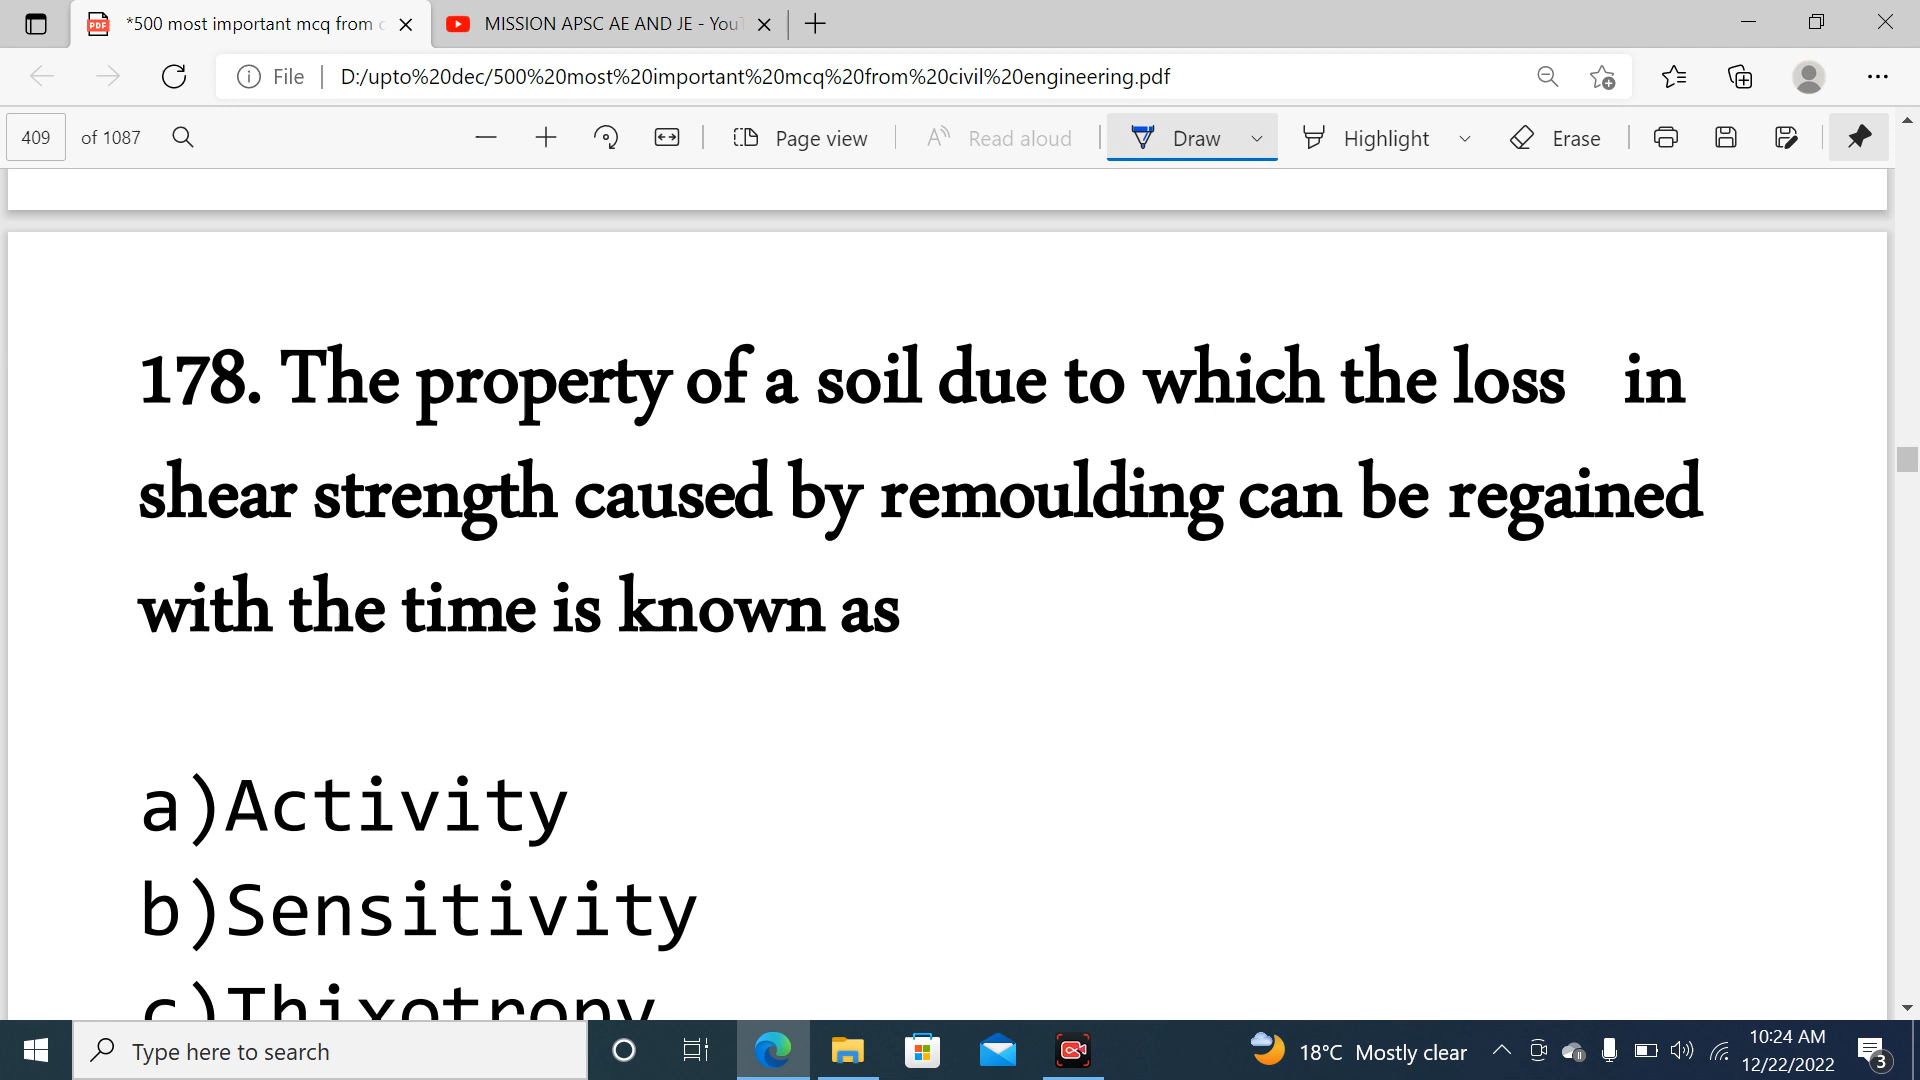 *500 most important mcq from c
MISSION APSC AE AND JE - YouT
File
D:/upto%20dec/500%20most%20important%20mcq%20from%20civil%20engineering.pdf
409 of 1087
Page view
Read aloud
Draw
Highlight
Erase
178. The property of a soil due to which the loss in
shear strength caused by remoulding can be regained
with the time is known as
a)Activity
b)Sensitivity
c)Thixotropy
Type here to search
18°C Mostly clear
10:24 AM
12/22/2022
3